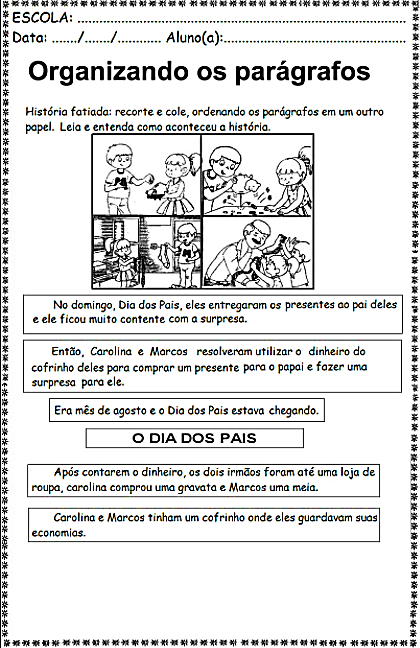 ESCOLA: ..............................................................................
Data: ......./......./........... Aluno(a):...........................................
Organizando os parágrafos
História fatiada: recorte e cole, ordenando os parágrafos em um outro
papel. Leia e entenda como aconteceu a história.
No domingo, Dia dos Pais, eles entregaram os presentes ao pai deles
e ele ficou muito contente com a surpresa.
Então, Carolina e Marcos resolveram utilizar o dinheiro do
cofrinho deles para comprar um presente para o papai e fazer uma
surpresa para ele.
Era mês de agosto e o Dia dos Pais estava chegando.
O DIA DOS PAIS
Após contarem o dinheiro, os dois irmãos foram até uma loja de
roupa, carolina comprou uma gravata e Marcos uma meia.
Carolina e Marcos tinham um cofrinho onde eles guardavam suas
economias.